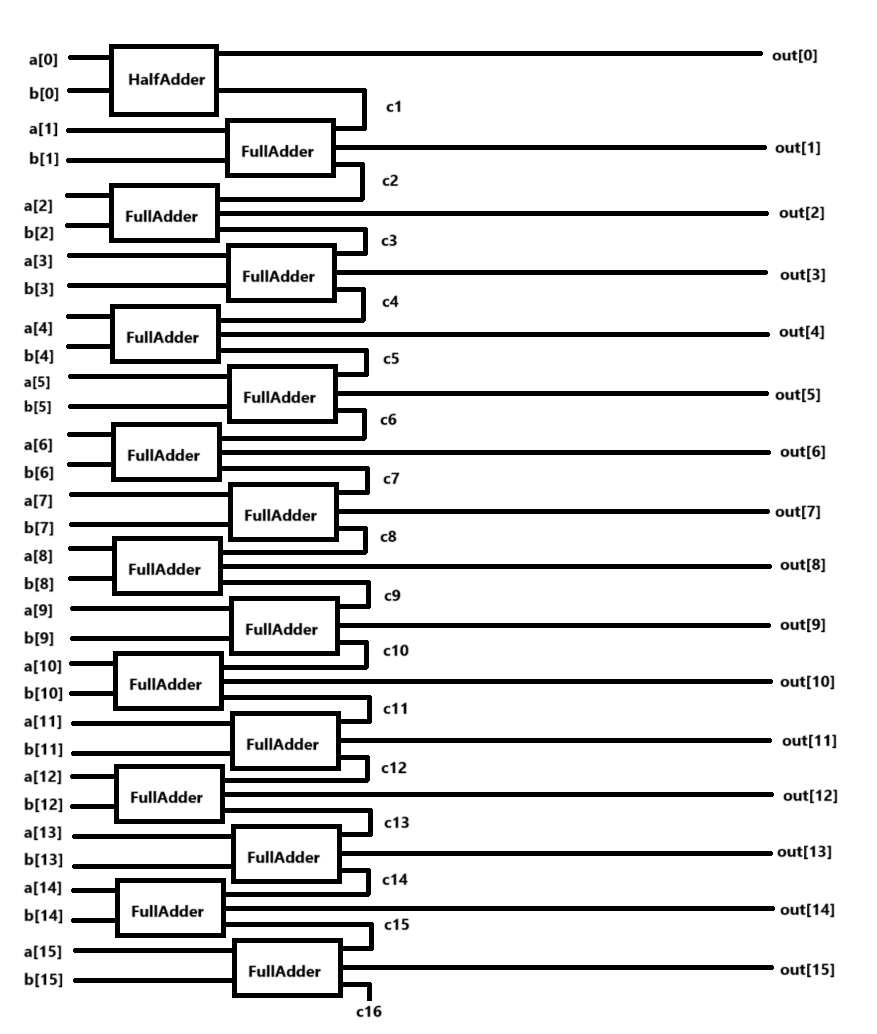 a[0]
HalfAdder
out[0]
b[0]
c1
a[1]
FullAdder
out[1]
b[1]
c2
a[2]
FullAdder
out[2]
b[2]
c3
a[3]
FullAdder
out[3]
b[3]
c4
a[4]
FullAdder
out[4]
b[4]
c5
a[5]
FullAdder
out[5]
b[5]
c6
a[6]
FullAdder
out[6]
b[6]
c7
a[7]
FullAdder
out[7]
b[7]
c8
a[8]
FullAdder
out[8]
b[8]
c9
a[9]
FullAdder
out[9]
b[9]
c10
a[10]
FullAdder
out[10]
b[10]
c11
a[11]
FullAdder
out[11]
b[11]
c12
a[12]
FullAdder
out[12]
b[12]
c13
a[13]
FullAdder
out[13]
b[13]
c14
a[14]
FullAdder
out[14]
b[14]
c15
a[15]
FullAdder
out[15]
b[15]
c16